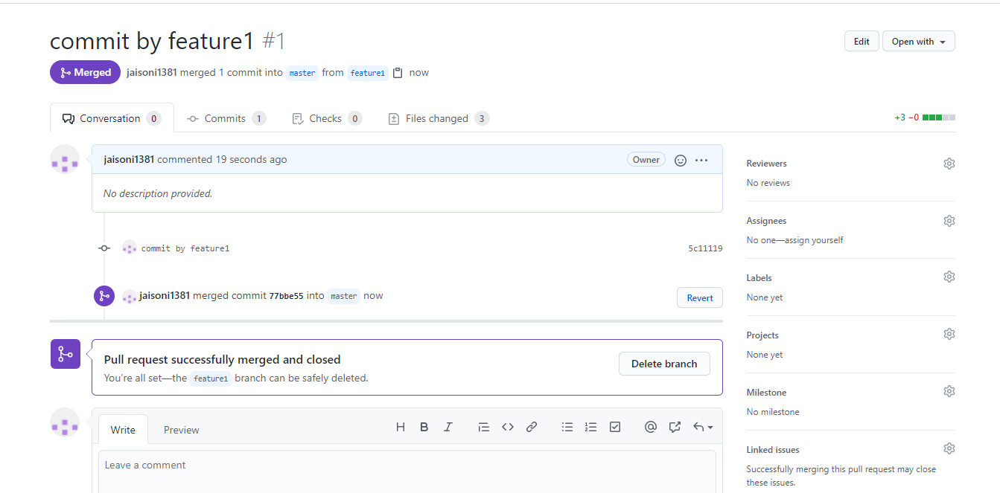 commit by feature1 #1
Edit
Open with
Merged jaisoni1381 merged 1 commit into master from feature1 now
Conversation 0 Commits 1 Checks 0 Files changed 3
+3 −0
jaisoni1381 commented 19 seconds ago
Owner
No description provided.
commit by feature1
5c11119
jaisoni1381 merged commit 77bbe55 into master now
Revert
Pull request successfully merged and closed
You're all set—the feature1 branch can be safely deleted.
Delete branch
Write Preview
Leave a comment
Reviewers
No reviews
Assignees
No one—assign yourself
Labels
None yet
Projects
None yet
Milestone
No milestone
Linked issues
Successfully merging this pull request may close
these issues.